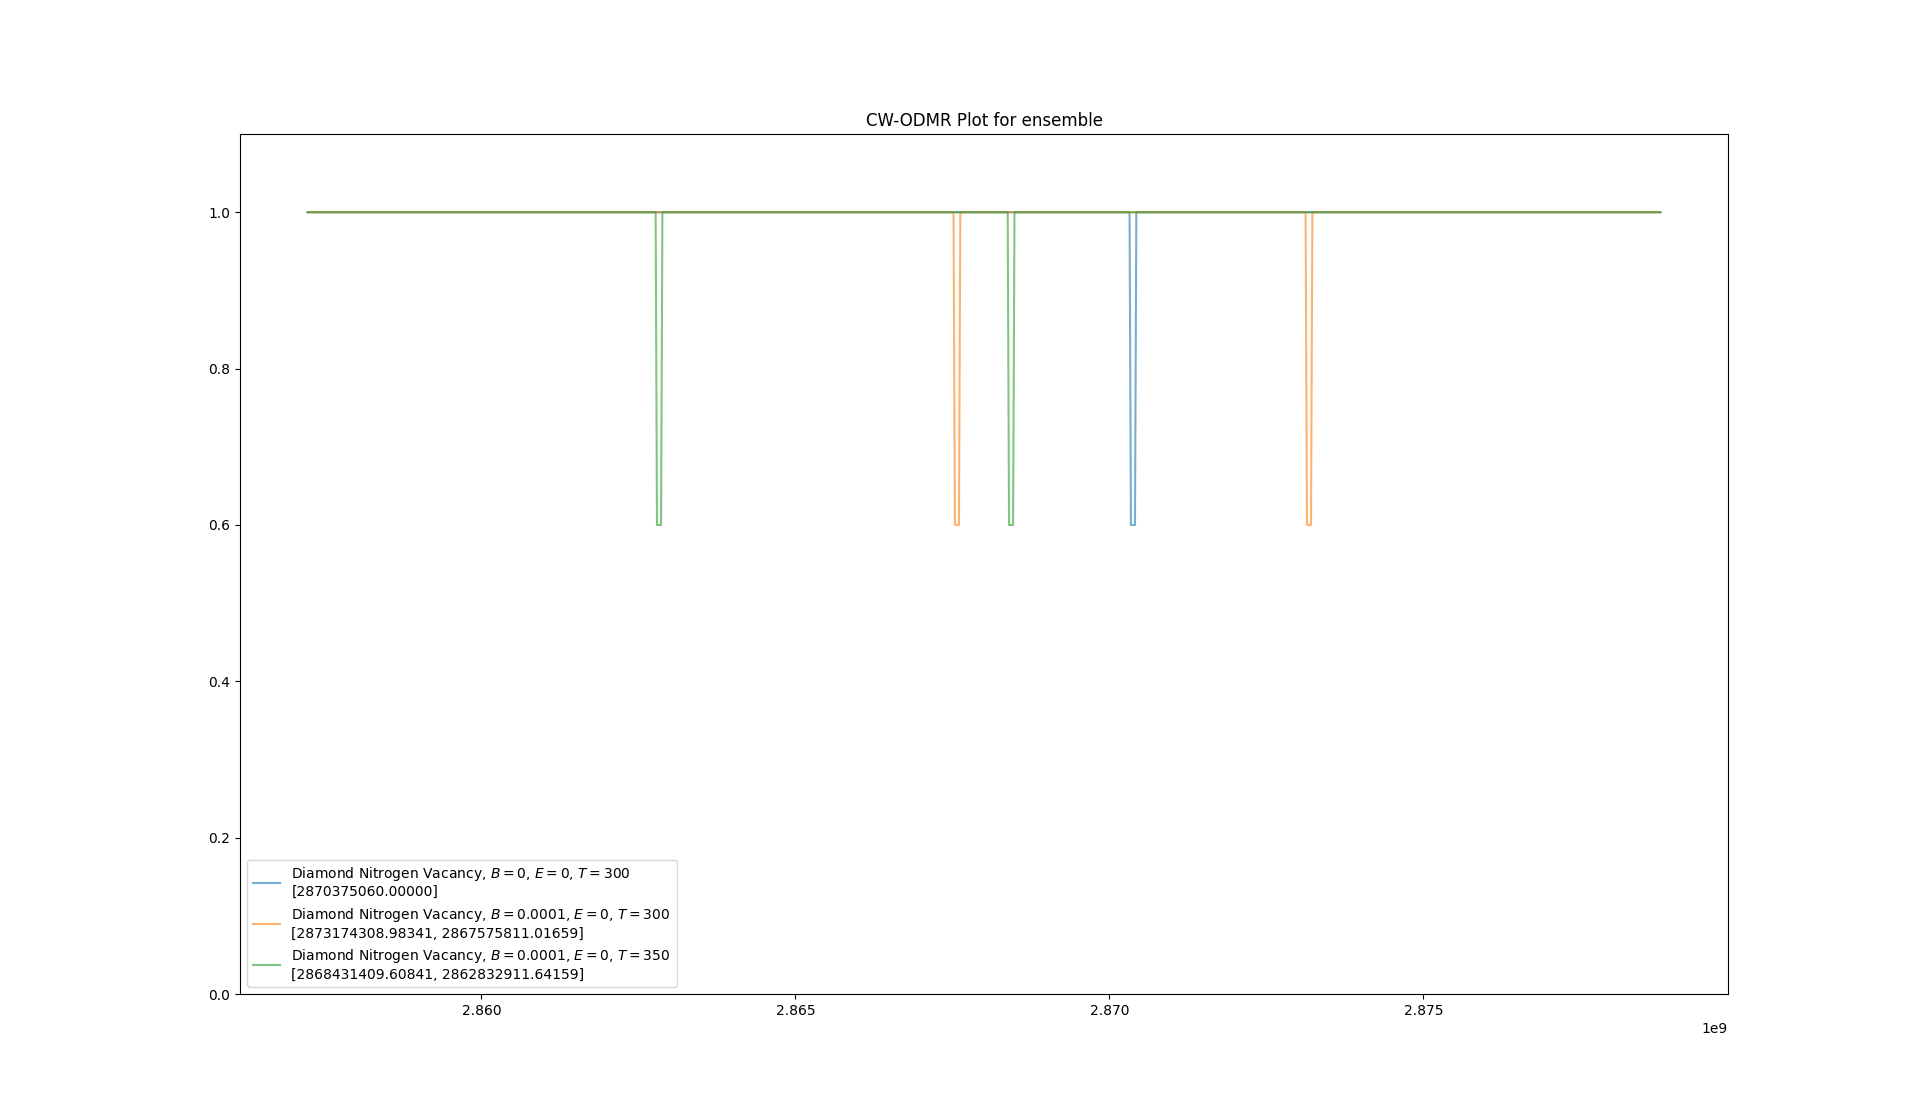 CW-ODMR Plot for ensemble
1.0
0.8
0.6
0.4
0.2
0.0
Diamond Nitrogen Vacancy, B = 0, E = 0, T = 300
[2870375060.00000]
Diamond Nitrogen Vacancy, B = 0.0001, E = 0, T = 300
[2873174308.98341, 2867575811.01659]
Diamond Nitrogen Vacancy, B = 0.0001, E = 0, T = 350
[2868431409.60841, 2862832911.64159]
2.860 2.865 2.870 2.875
1e9